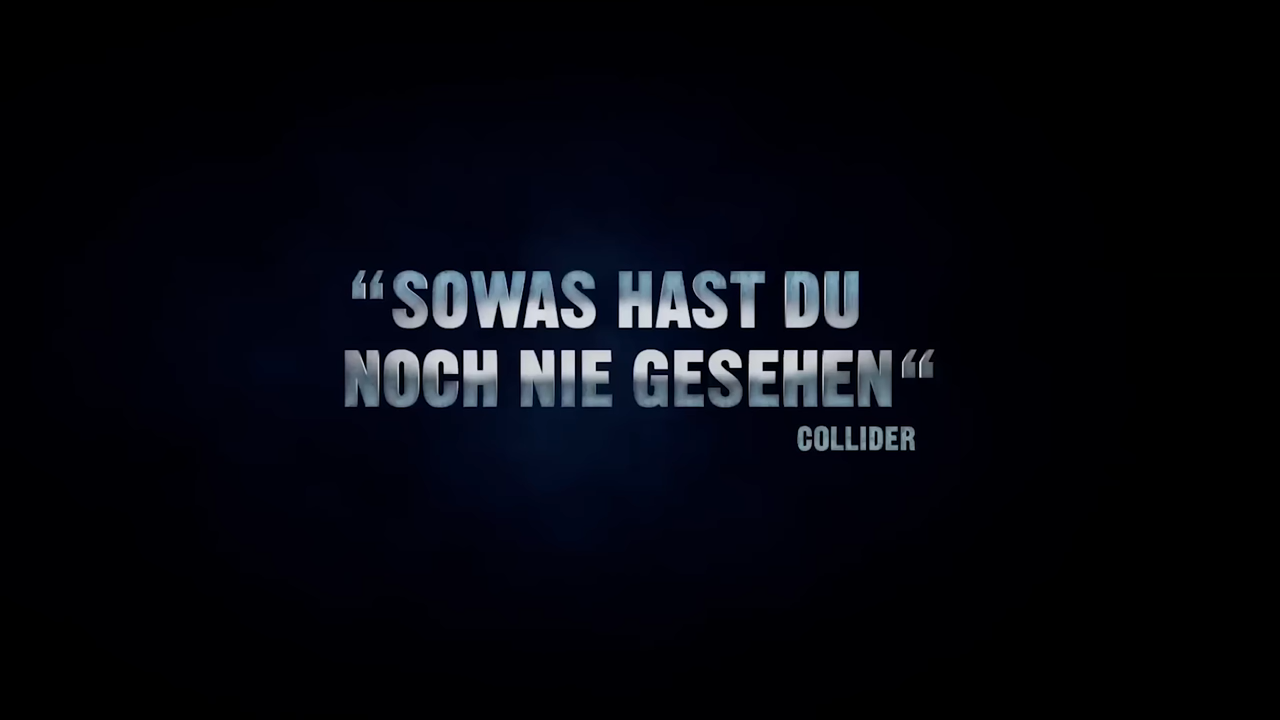 “SOWAS HAST DU
NOCH NIE GESEHEN“
COLLIDER